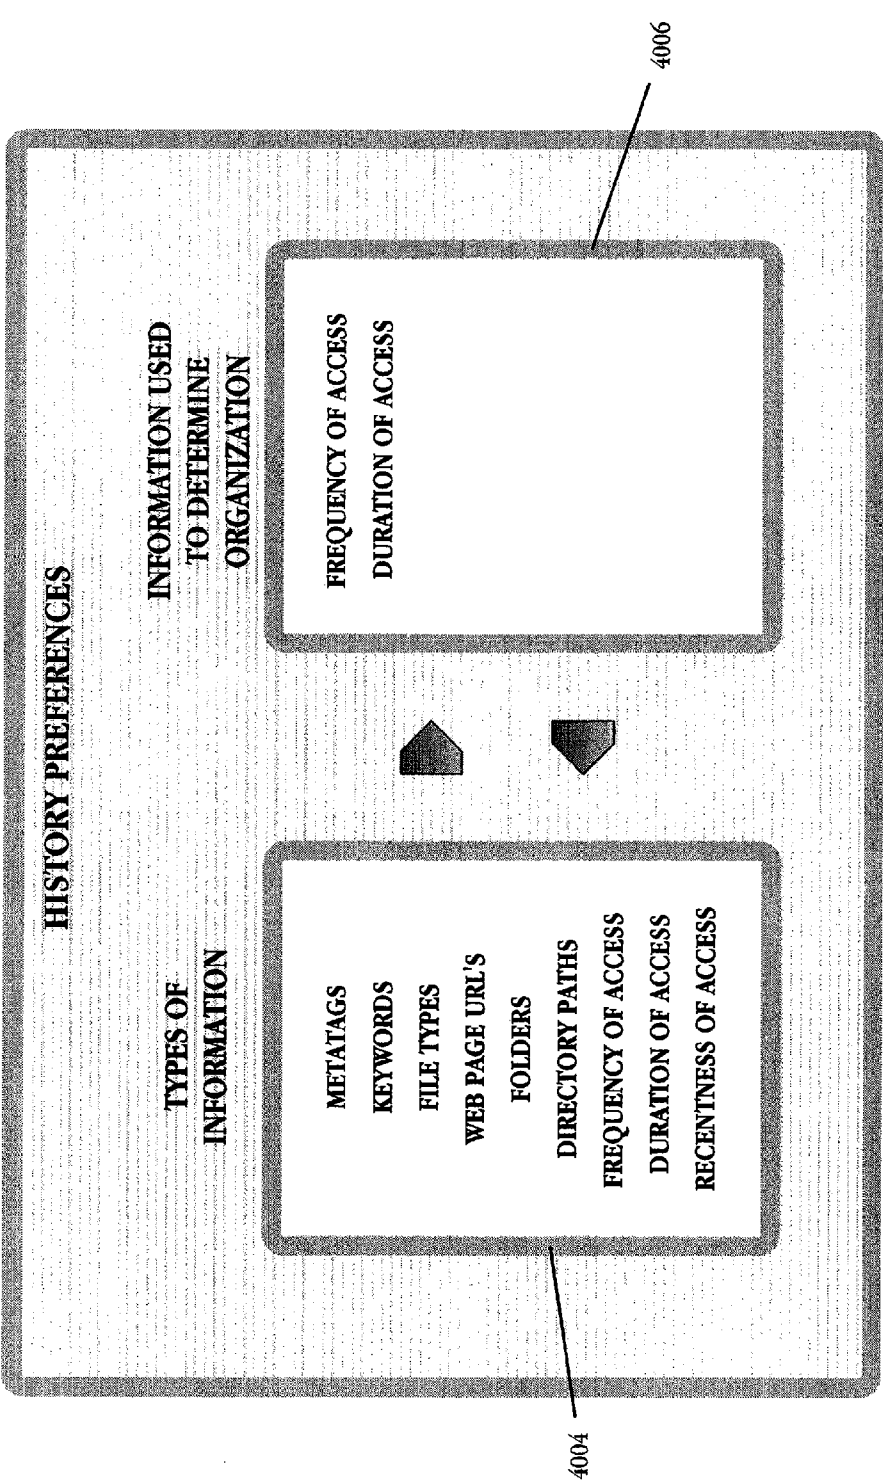 HISTORY PREFERENCES
TYPES OF
INFORMATION
METATAGS
KEYWORDS
FILE TYPES
WEB PAGE URL'S
FOLDERS
DIRECTORY PATHS
FREQUENCY OF ACCESS
DURATION OF ACCESS
RECENTNESS OF ACCESS
4004
INFORMATION USED
TO DETERMINE
ORGANIZATION
FREQUENCY OF ACCESS
DURATION OF ACCESS
4006